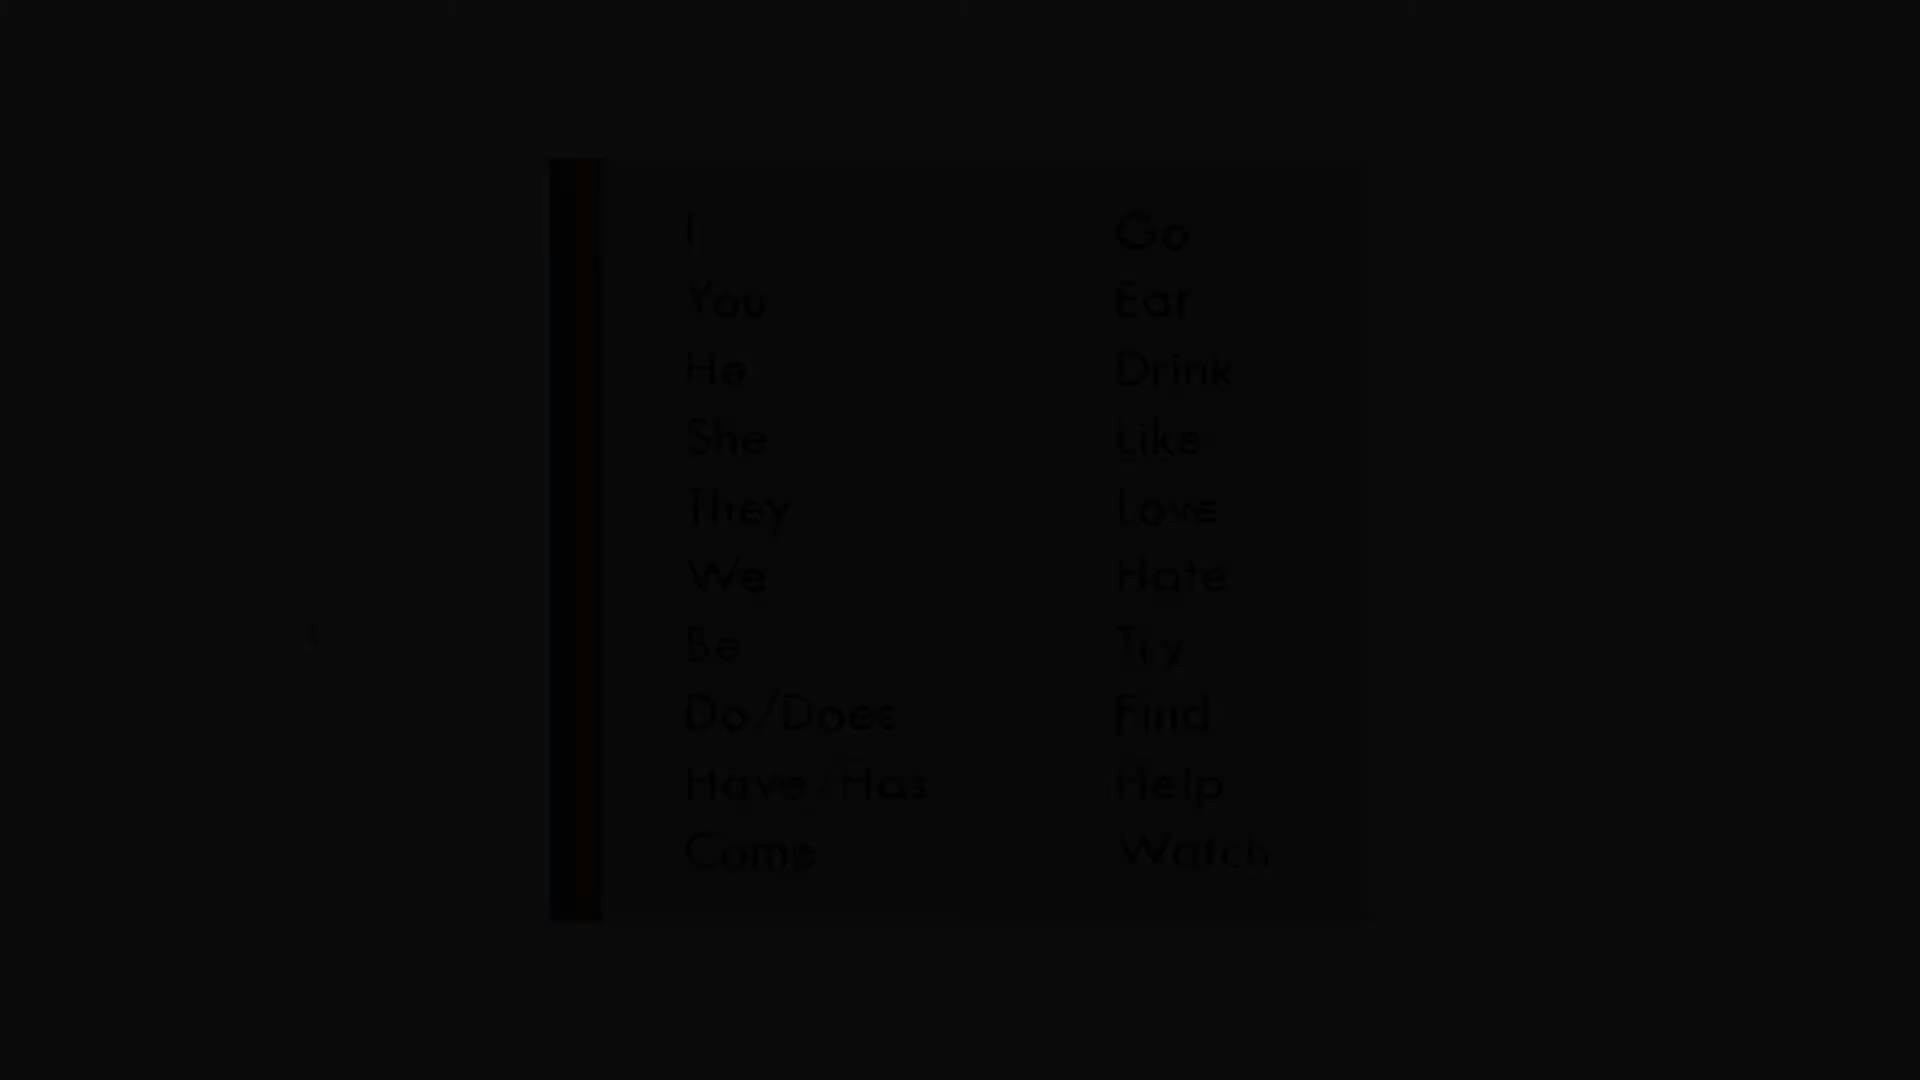 I
You
He
She
They
We
Be
Do/Does
Have/Has
Come
Go
Eat
Drink
Like
Love
Hate
Try
Find
Help
Watch